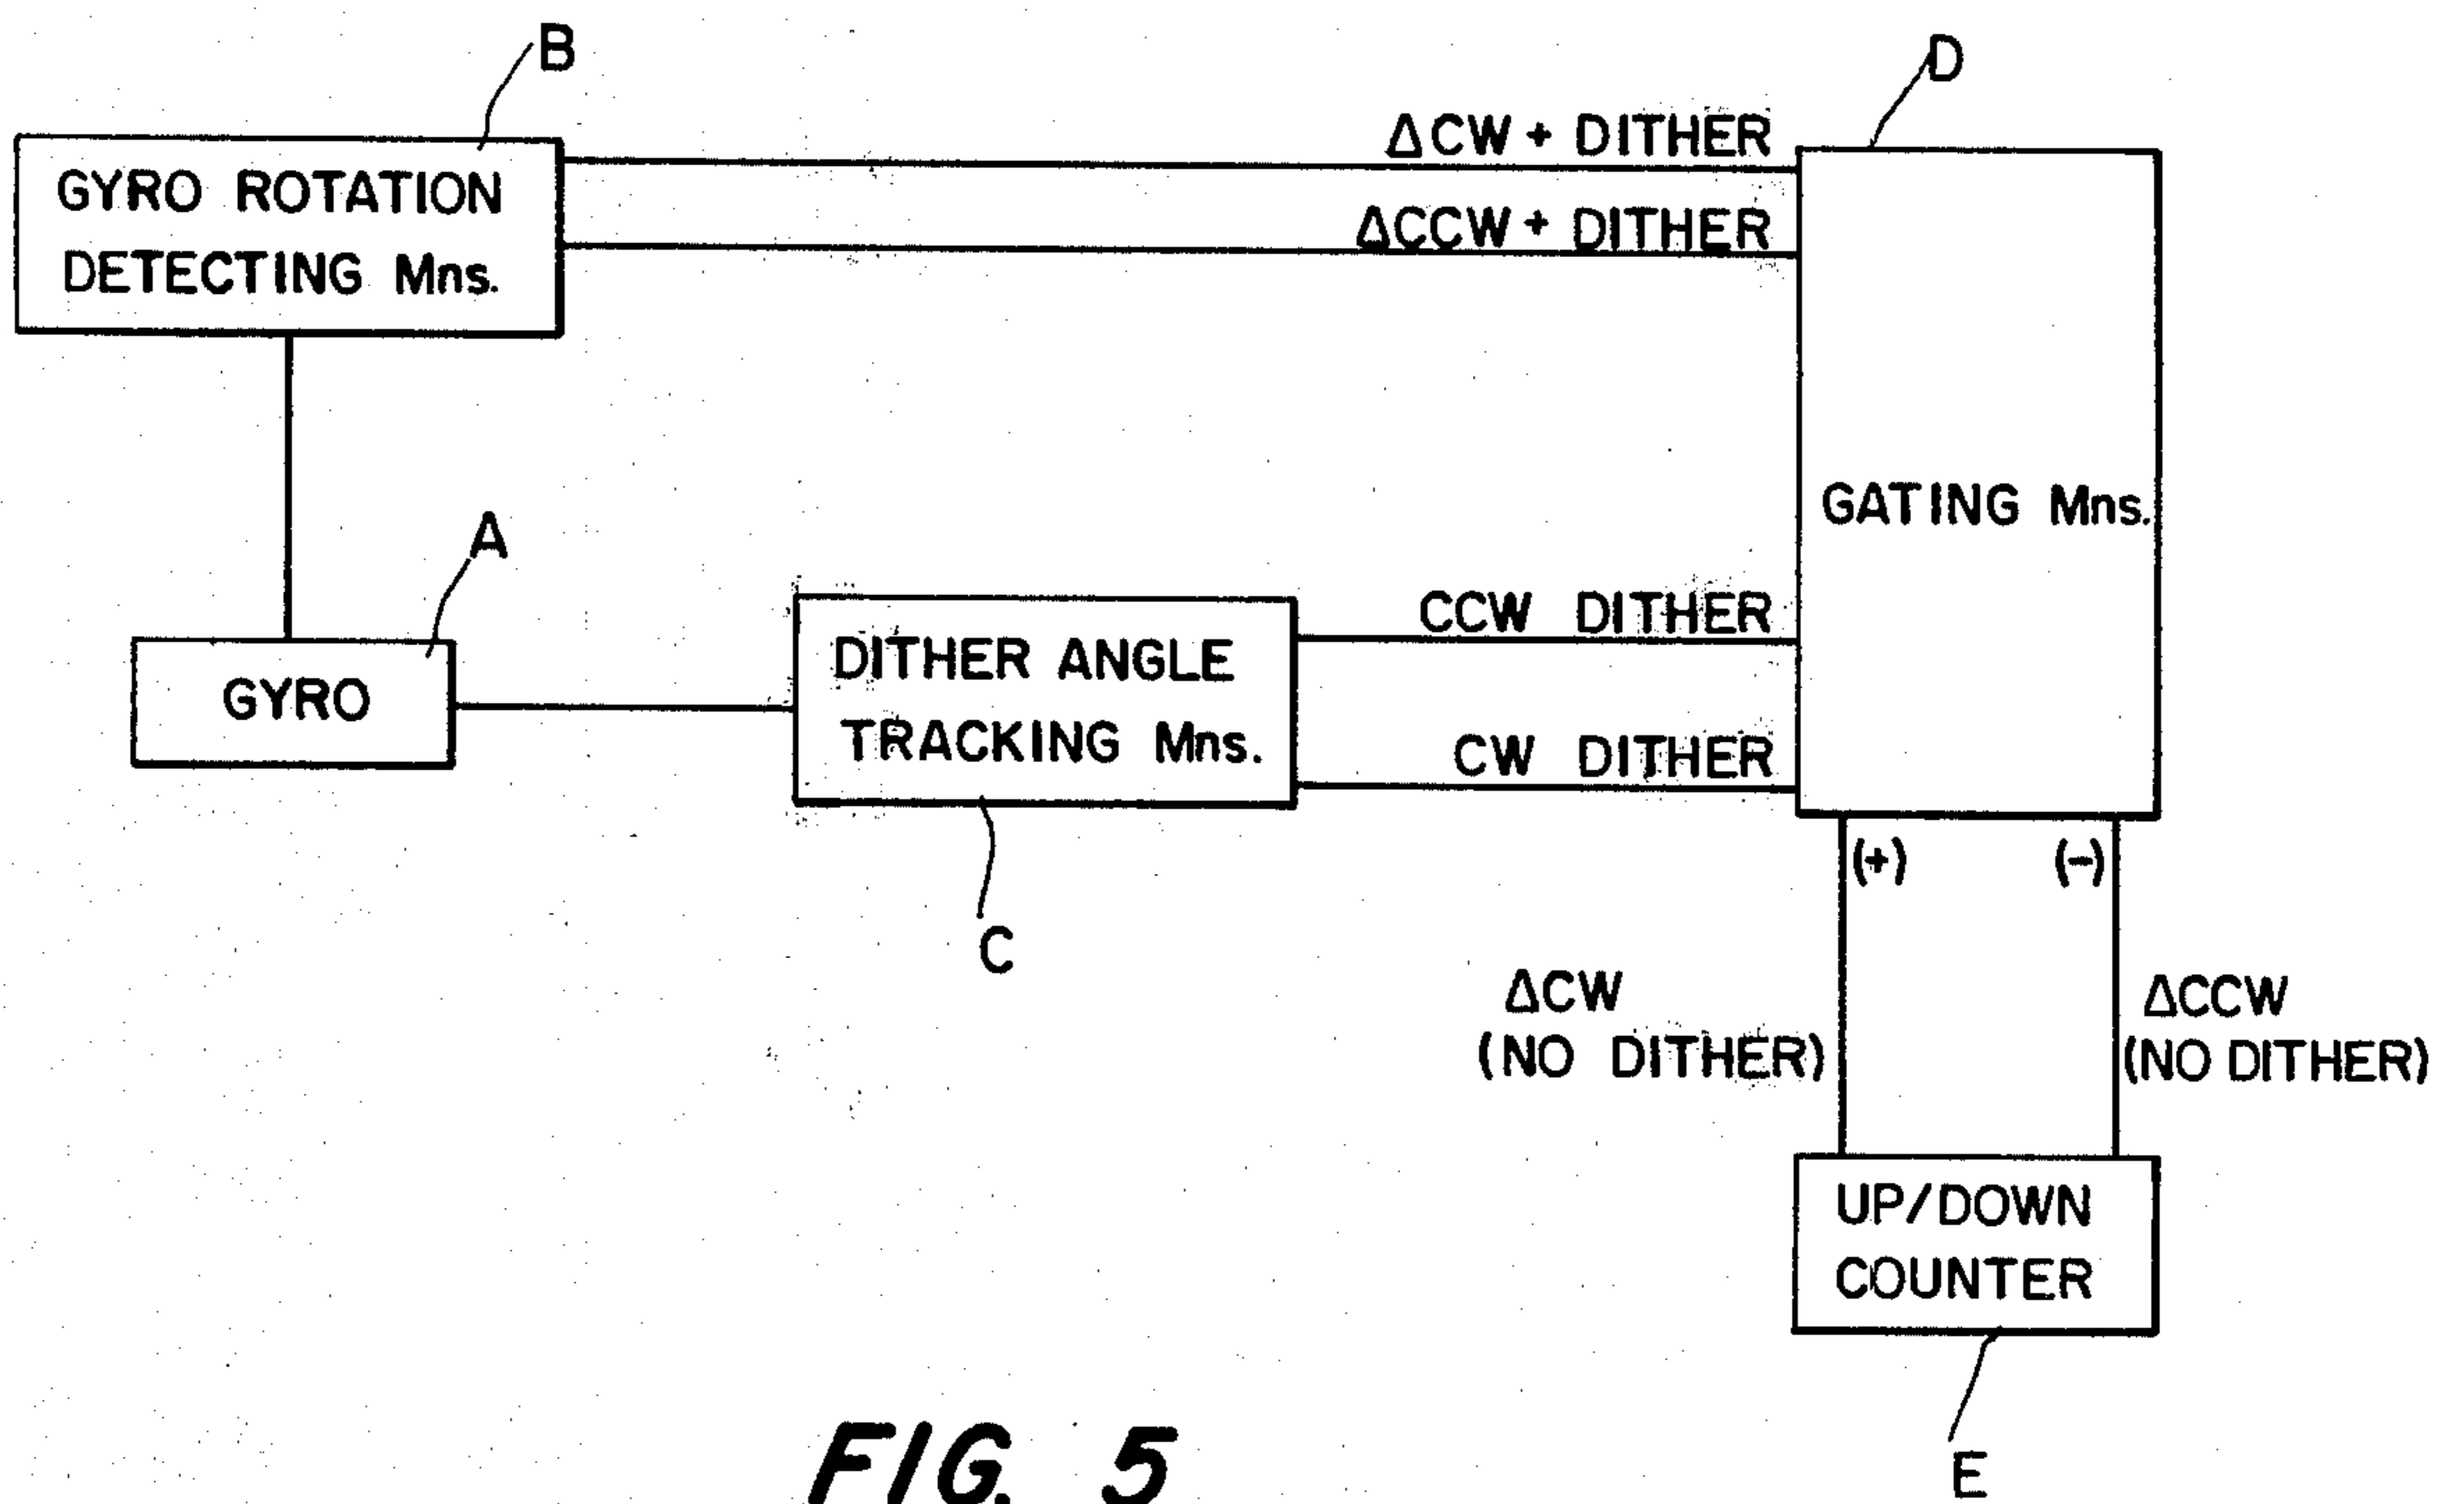 B
D
GYRO ROTATION
DETECTING Mns.
ΔCW + DITHER
ΔCCW + DITHER
GATING Mns.
A
GYRO
DITHER ANGLE
TRACKING Mns.
CCW DITHER
CW DITHER
C
(+)
(-)
ΔCW
(NO DITHER)
ΔCCW
(NO DITHER)
UP/DOWN
COUNTER
E
FIG. 5